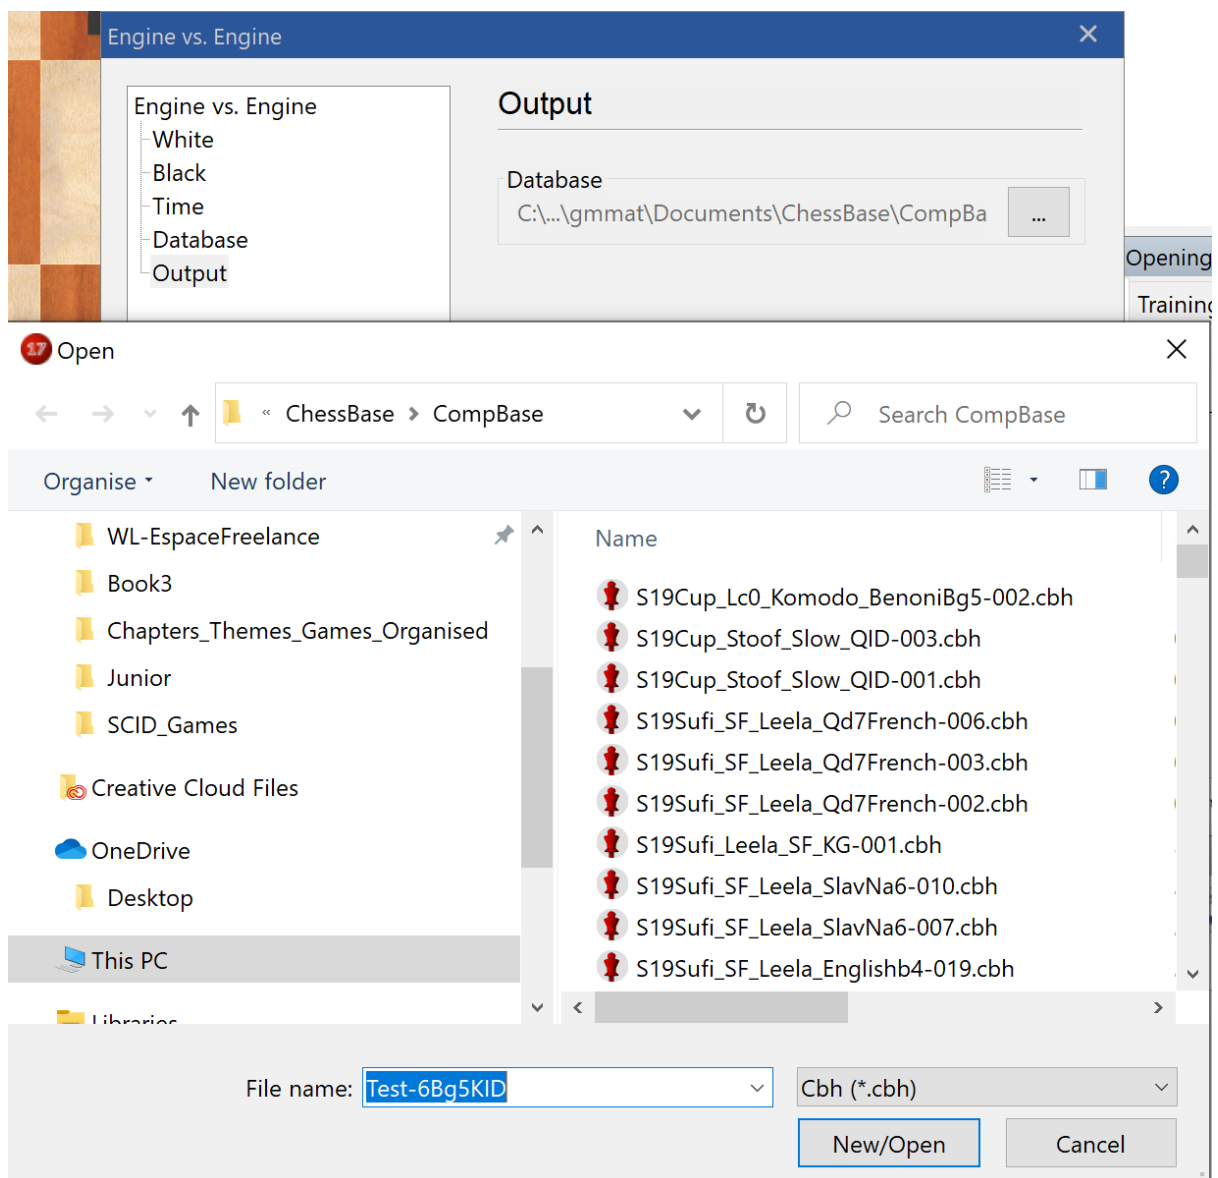 Engine vs. Engine
Engine vs. Engine
White
Black
Time
Database
Output
Output
Database
C:\...\gmmat\Documents\ChessBase\CompBa
...
Opening
Training
17 Open
« ChessBase > CompBase
Search CompBase
Organise
New folder
?
WL-EspaceFreelance
Book3
Chapters_Themes_Games_Organised
Junior
SCID_Games
Creative Cloud Files
OneDrive
Desktop
This PC
Libraries
Name
S19Cup_Lc0_Komodo_BenoniBg5-002.cbh
S19Cup_Stoof_Slow_QID-003.cbh
S19Cup_Stoof_Slow_QID-001.cbh
S19Sufi_SF_Leela_Qd7French-006.cbh
S19Sufi_SF_Leela_Qd7French-003.cbh
S19Sufi_SF_Leela_Qd7French-002.cbh
S19Sufi_Leela_SF_KG-001.cbh
S19Sufi_SF_Leela_SlavNa6-010.cbh
S19Sufi_SF_Leela_SlavNa6-007.cbh
S19Sufi_SF_Leela_Englishb4-019.cbh
File name: Test-6Bg5KID
Cbh (*.cbh)
New/Open
Cancel